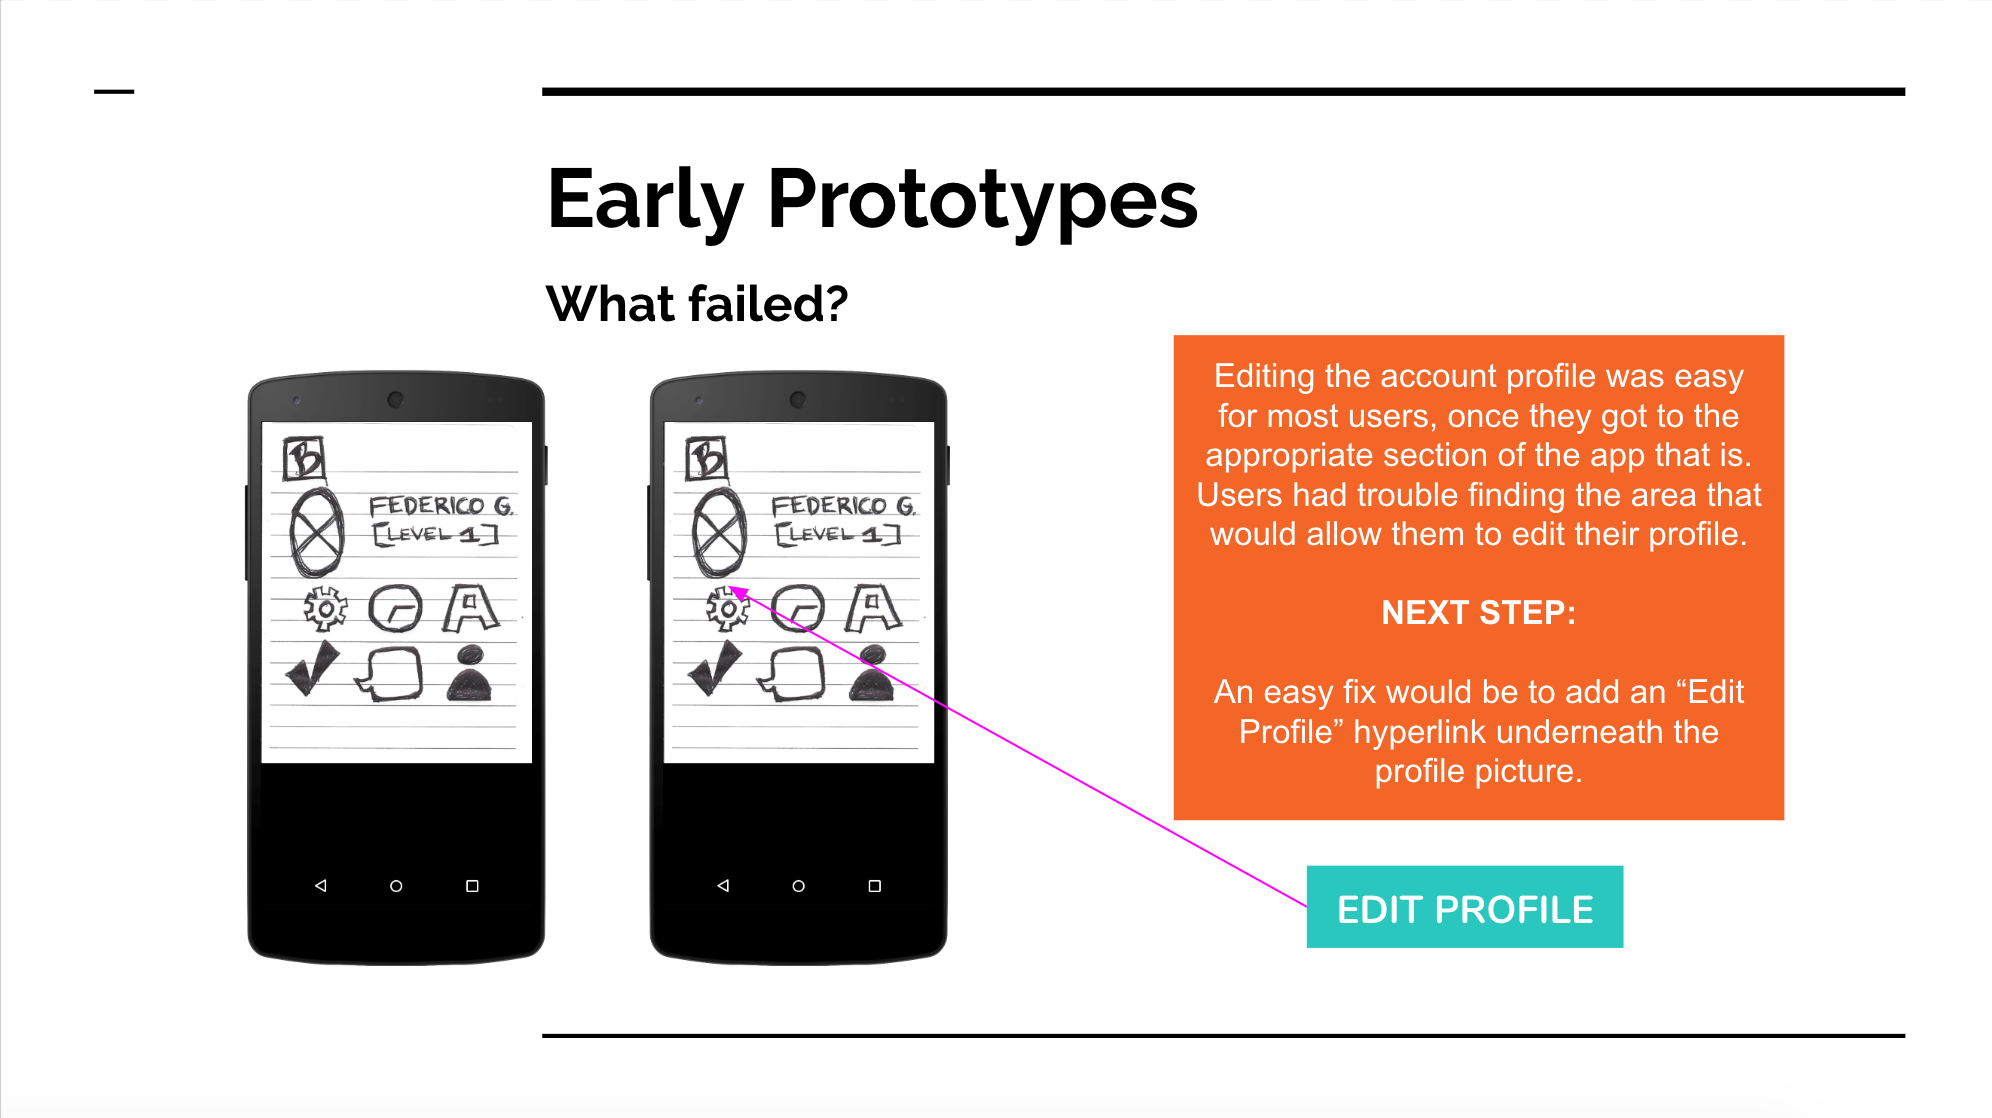 Early Prototypes
What failed?
B
FEDERICO G.
[LEVEL 1]
A
B
FEDERICO G.
[LEVEL 1]
A
Editing the account profile was easy
for most users, once they got to the
appropriate section of the app that is.
Users had trouble finding the area that
would allow them to edit their profile.
NEXT STEP:
An easy fix would be to add an “Edit
Profile” hyperlink underneath the
profile picture.
EDIT PROFILE